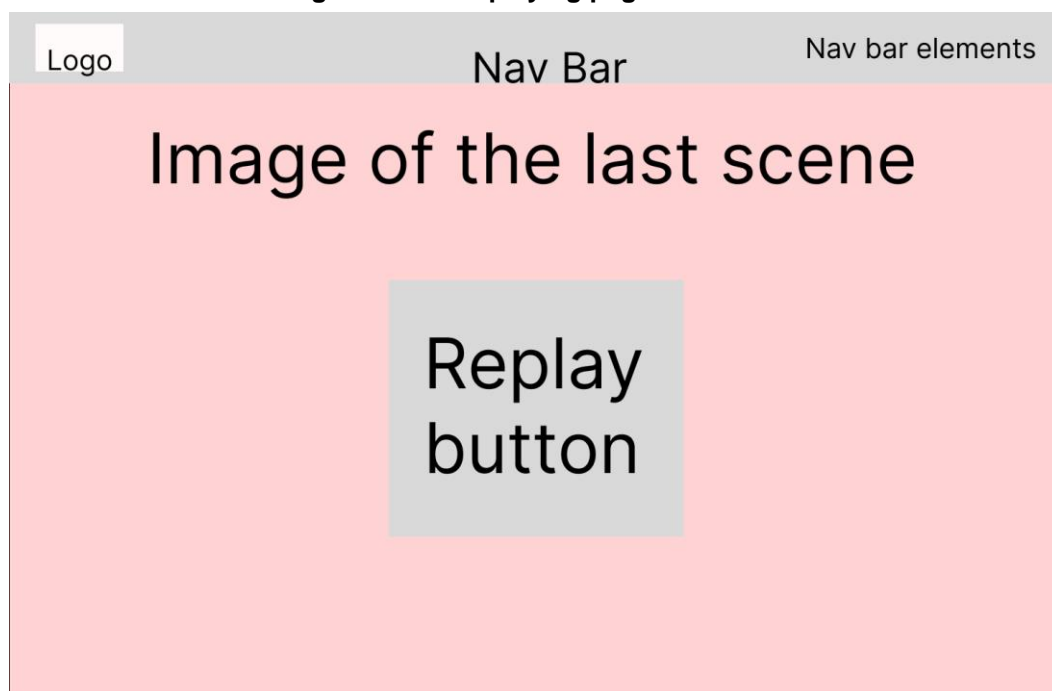 Logo
Nav Bar
Nav bar elements
Image of the last scene
Replay
button